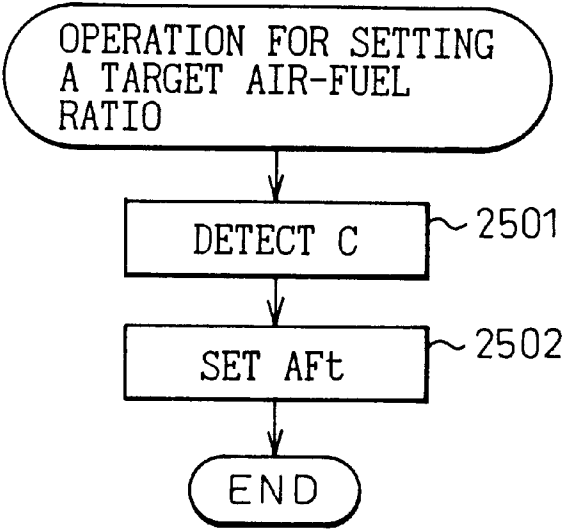 OPERATION FOR SETTING
A TARGET AIR-FUEL
RATIO
DETECT C
2501
SET AFt
2502
END